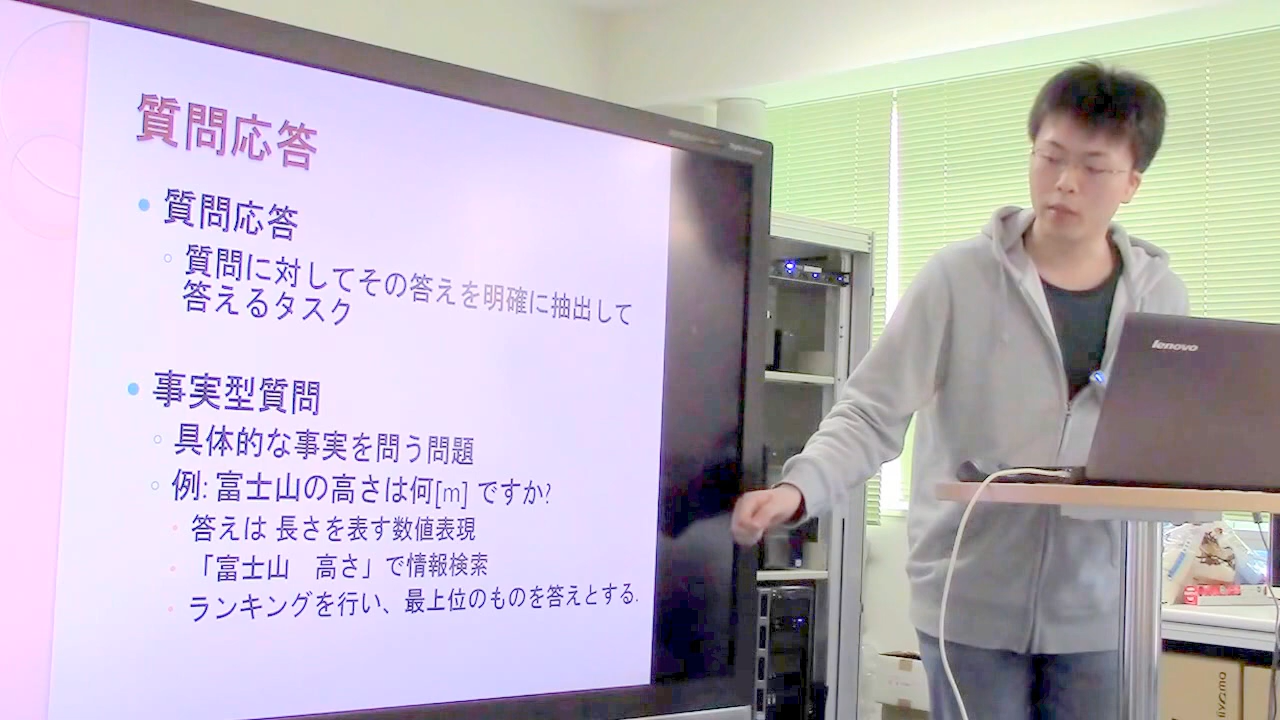 質問応答
質問応答
質問に対してその答えを明確に抽出して
答えるタスク
事実型質問
具体的な事実を問う問題
例: 富士山の高さは何[m] ですか?
答えは 長さを表す数値表現
「富士山　高さ」で情報検索
ランキングを行い、最上位のものを答えとする.
lenovo